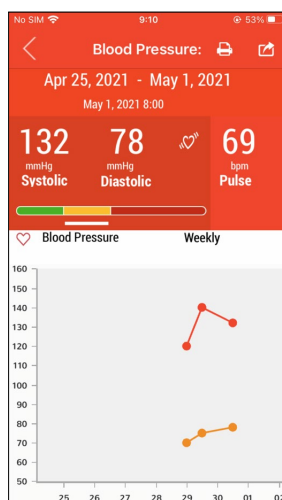 No SIM 9:10 53%
Blood Pressure:
Apr 25, 2021 - May 1, 2021
May 1, 2021 8:00
132 78 69
mmHg mmHg bpm
Systolic Diastolic Pulse
Blood Pressure Weekly
160
150
140
130
120
110
100
90
80
70
60
50
25 26 27 28 29 30 01 02